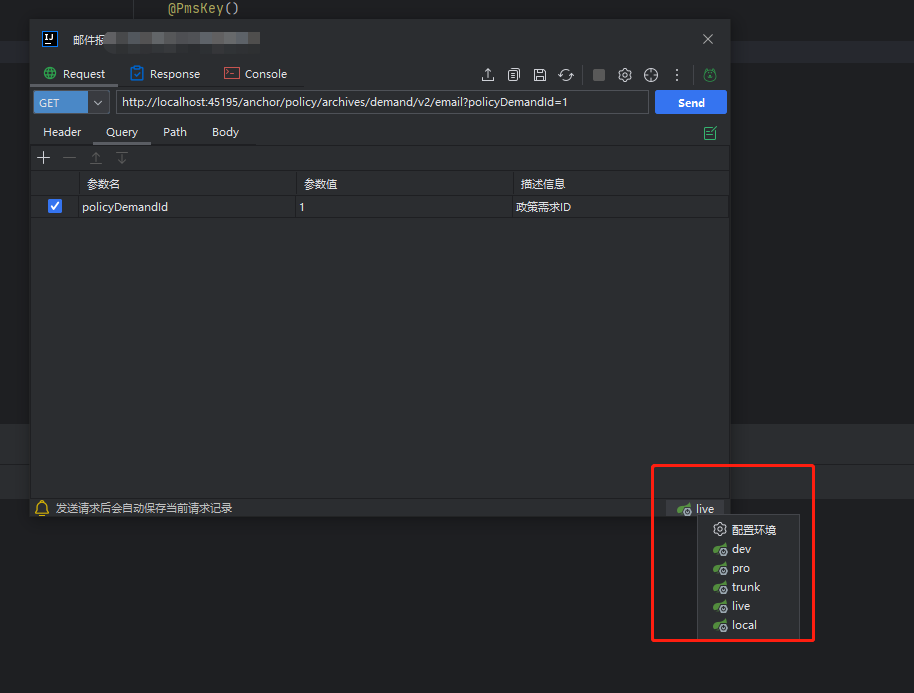 @PmsKey()
邮件报
Request Response Console
GET http://localhost:45195/anchor/policy/archives/demand/v2/email?policyDemandId=1 Send
Header Query Path Body
参数名 参数值 描述信息
policyDemandId 1 政策需求ID
发送请求后会自动保存当前请求记录 live
配置环境
dev
pro
trunk
live
local